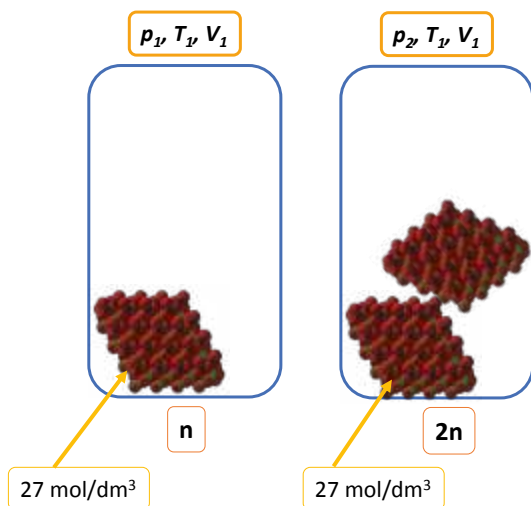 p₁, T₁, V₁
p₂, T₁, V₁
n
2n
27 mol/dm³
27 mol/dm³